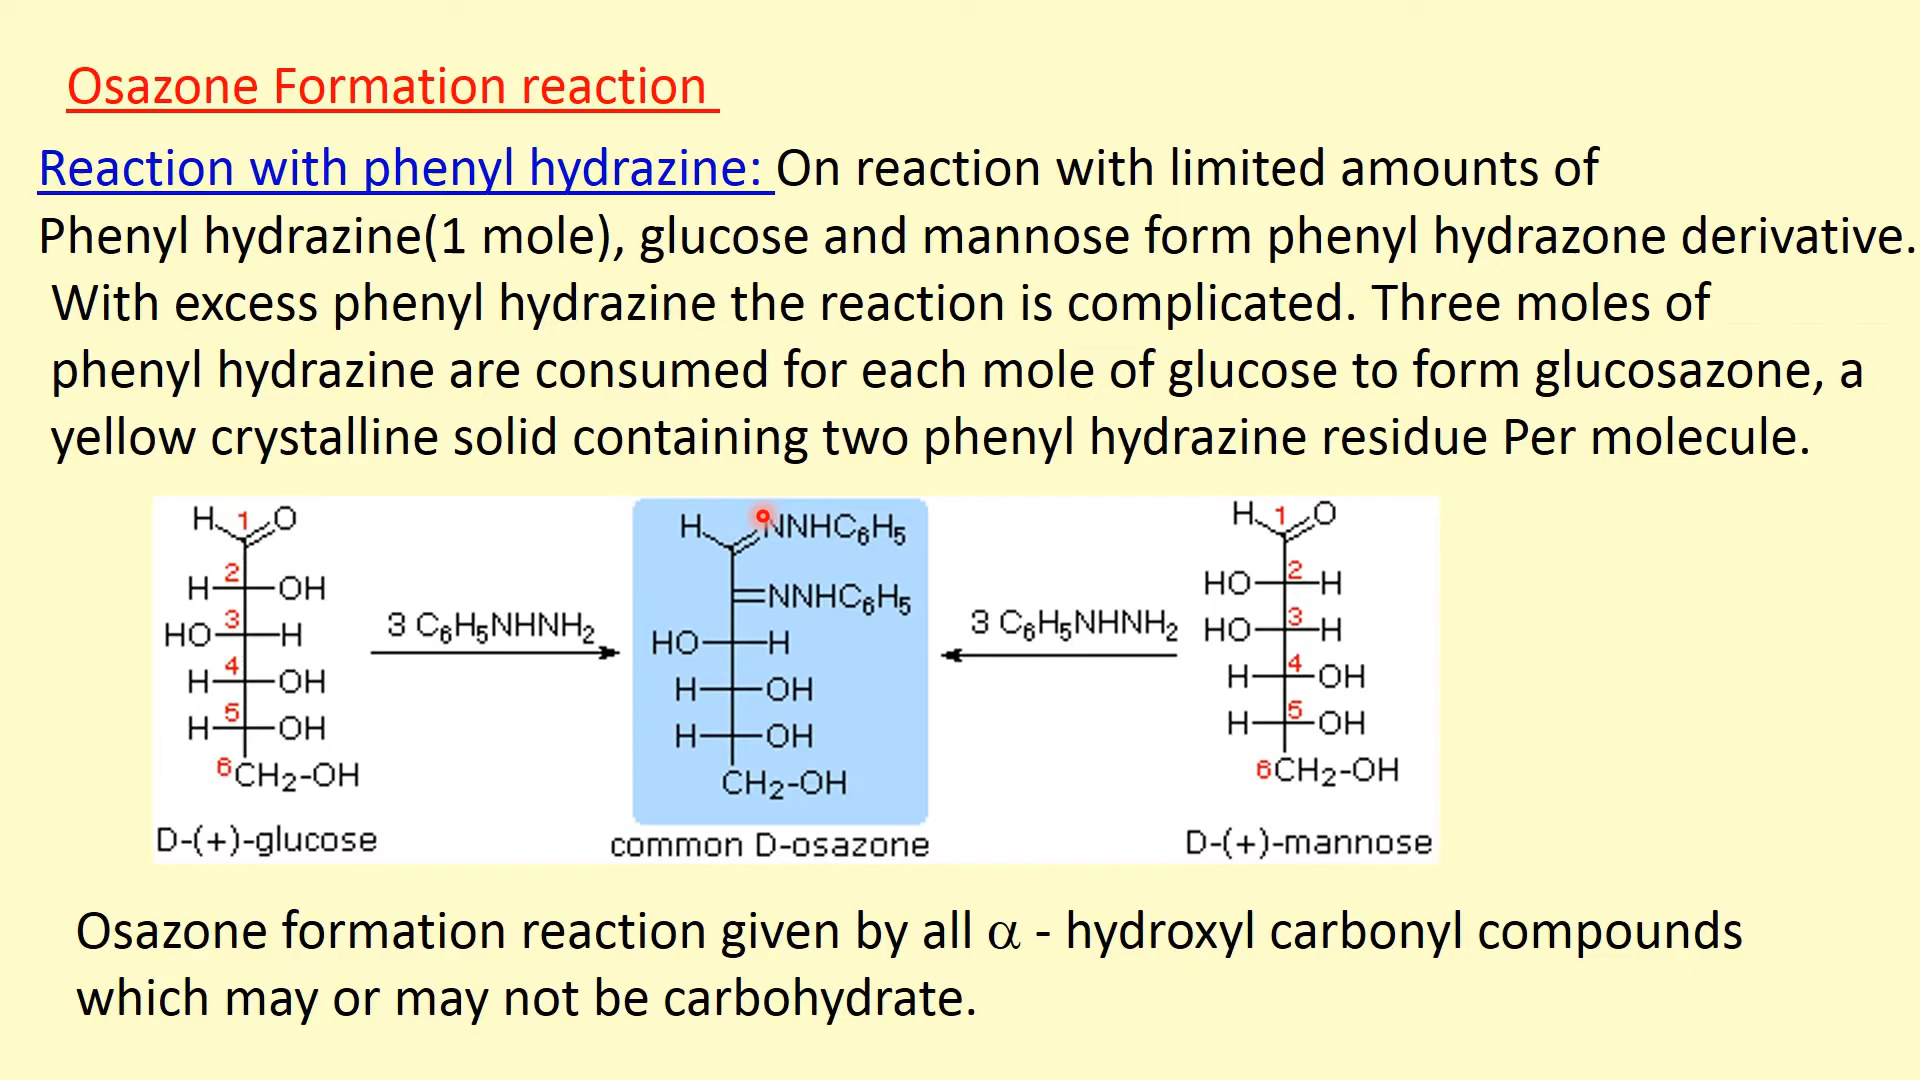 Osazone Formation reaction
Reaction with phenyl hydrazine: On reaction with limited amounts of
Phenyl hydrazine(1 mole), glucose and mannose form phenyl hydrazone derivative.
With excess phenyl hydrazine the reaction is complicated. Three moles of
phenyl hydrazine are consumed for each mole of glucose to form glucosazone, a
yellow crystalline solid containing two phenyl hydrazine residue Per molecule.
H 1 O
2
H OH
3
HO H
4
H OH
5
H OH
6 CH2-OH
D-(+)-glucose
3 C6H5NHNH2
H NNHC6H5
NNHC6H5
HO H
H OH
H OH
CH2-OH
common D-osazone
3 C6H5NHNH2
H 1 O
2
HO H
3
HO H
4
H OH
5
H OH
6 CH2-OH
D-(+)-mannose
Osazone formation reaction given by all α - hydroxyl carbonyl compounds
which may or may not be carbohydrate.